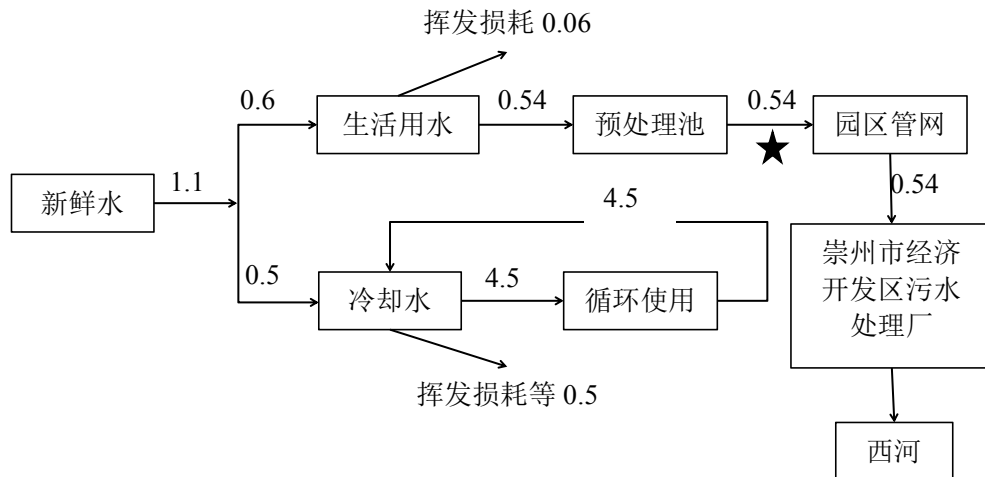 挥发损耗 0.06
0.6
生活用水
0.54
预处理池
0.54
园区管网
新鲜水
1.1
0.54
4.5
崇州市经济
开发区污水
处理厂
0.5
冷却水
4.5
循环使用
挥发损耗等 0.5
西河